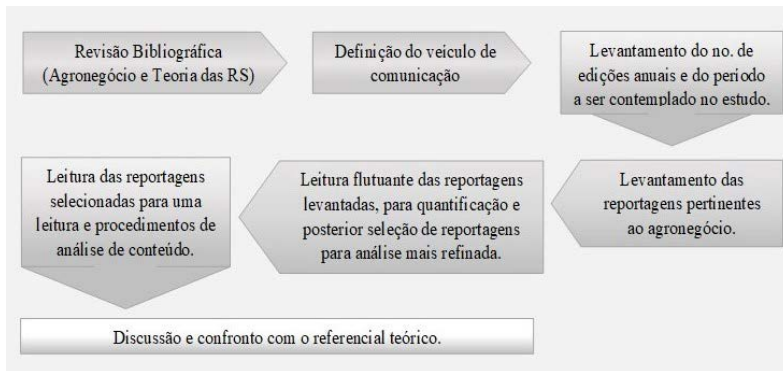 Revisão Bibliográfica
(Agronegócio e Teoria das RS)
Definição do veículo de
comunicação
Levantamento do no. de
edições anuais e do período
a ser contemplado no estudo.
Levantamento das
reportagens pertinentes
ao agronegócio.
Leitura flutuante das reportagens
levantadas, para quantificação e
posterior seleção de reportagens
para análise mais refinada.
Leitura das reportagens
selecionadas para uma
leitura e procedimentos de
análise de conteúdo.
Discussão e confronto com o referencial teórico.